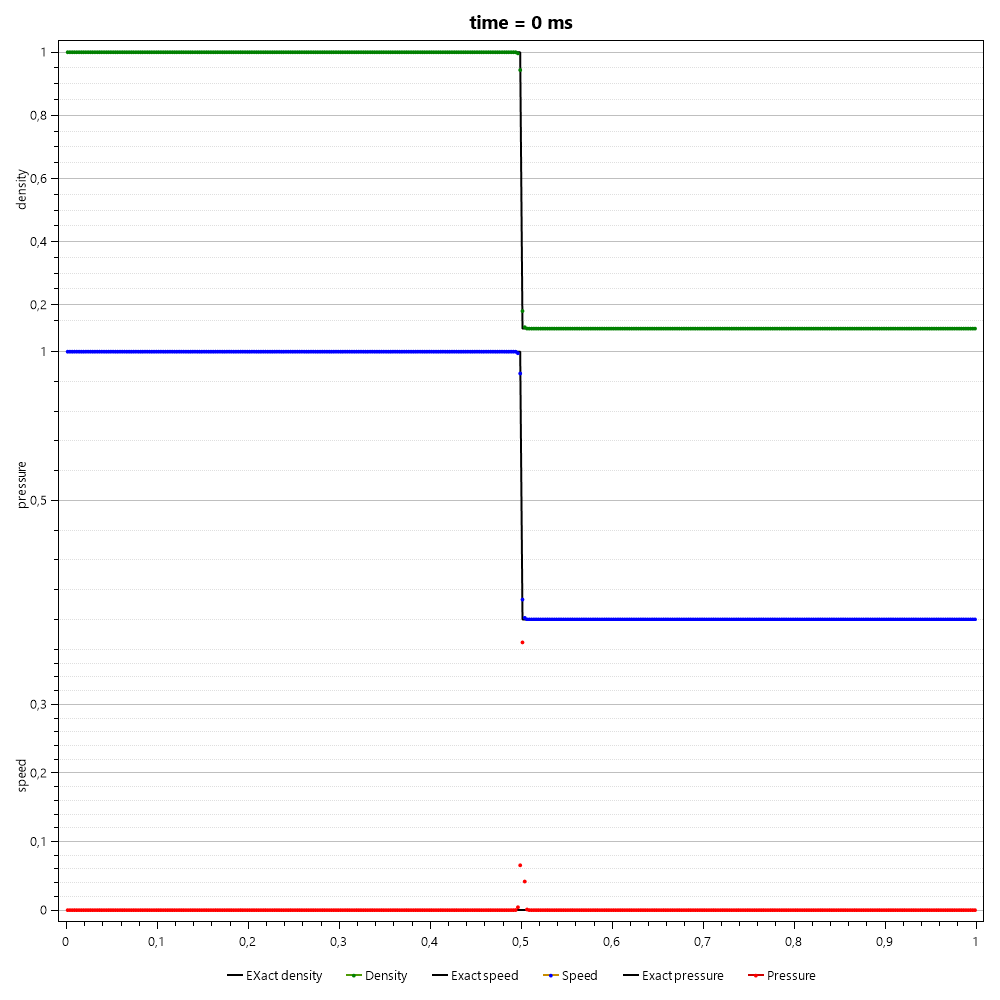 time = 0 ms
1
0,8
0,6
0,4
0,2
density
1
0,5
pressure
0,3
0,2
0,1
0
speed
0 0,1 0,2 0,3 0,4 0,5 0,6 0,7 0,8 0,9 1
EXact density Density Exact speed Speed Exact pressure Pressure